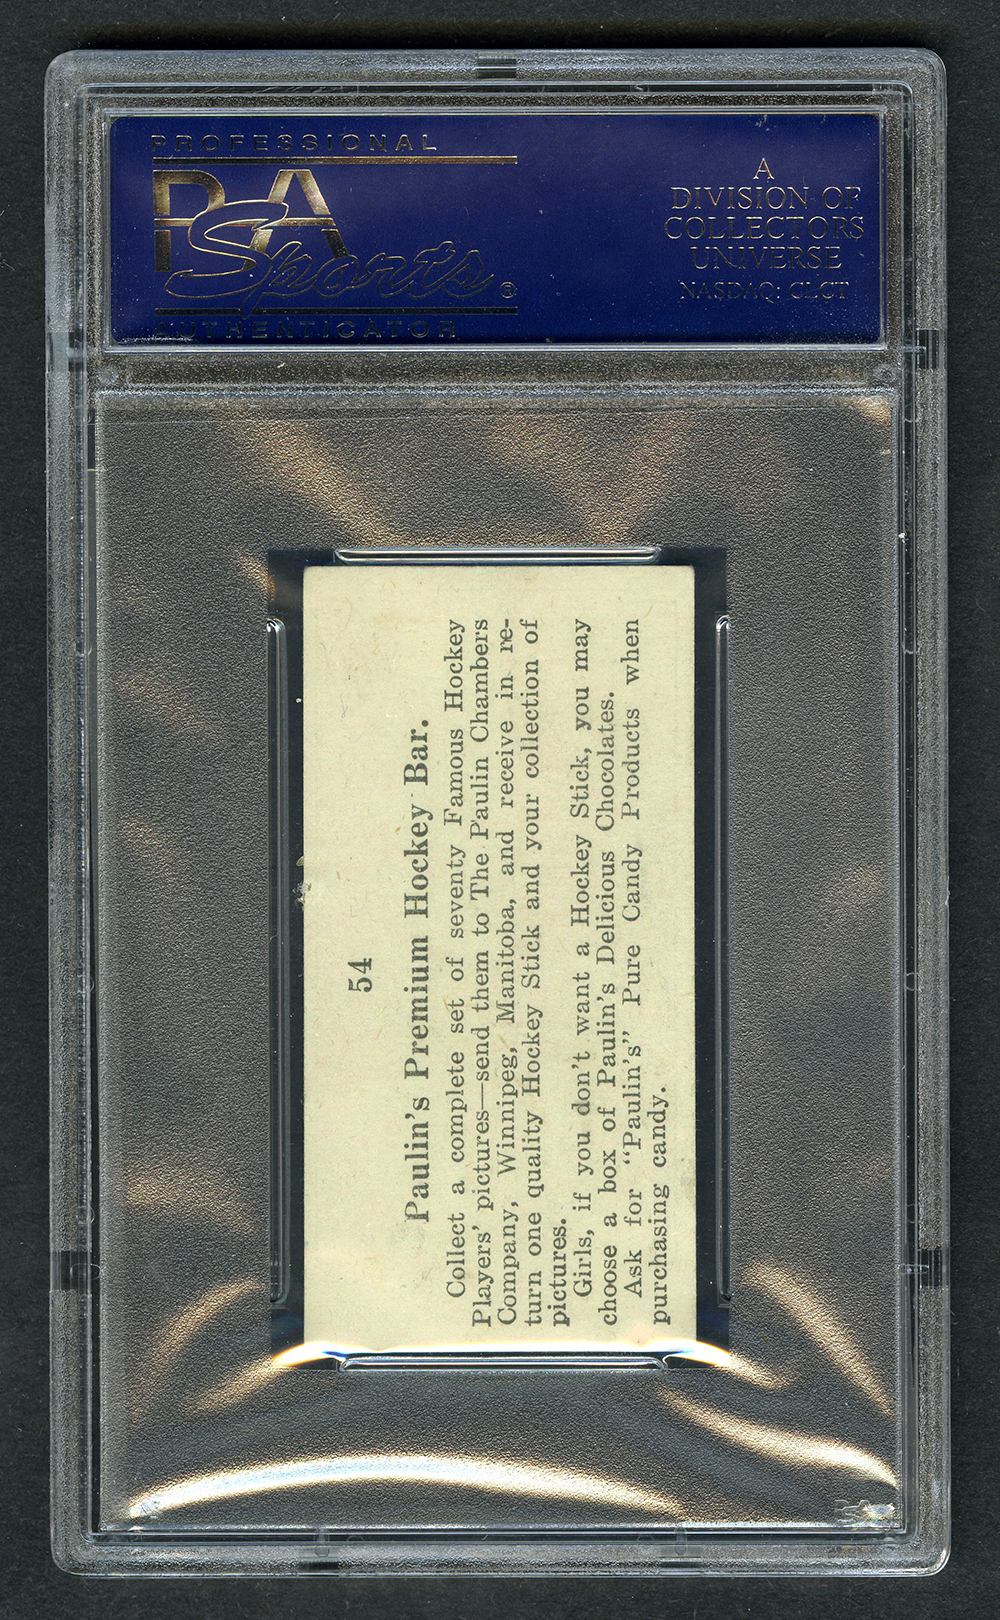 PROFESSIONAL
PSA
Sports®
AUTHENTICATOR
A
DIVISION OF
COLLECTORS
UNIVERSE
NASDAQ: CLCT
54
Paulin's Premium Hockey Bar.
Collect a complete set of seventy Famous Hockey
Players' pictures—send them to The Paulin Chambers
Company, Winnipeg, Manitoba, and receive in re-
turn one quality Hockey Stick and your collection of
pictures.
Girls, if you don't want a Hockey Stick, you may
choose a box of Paulin's Delicious Chocolates.
Ask for "Paulin's" Pure Candy Products when
purchasing candy.